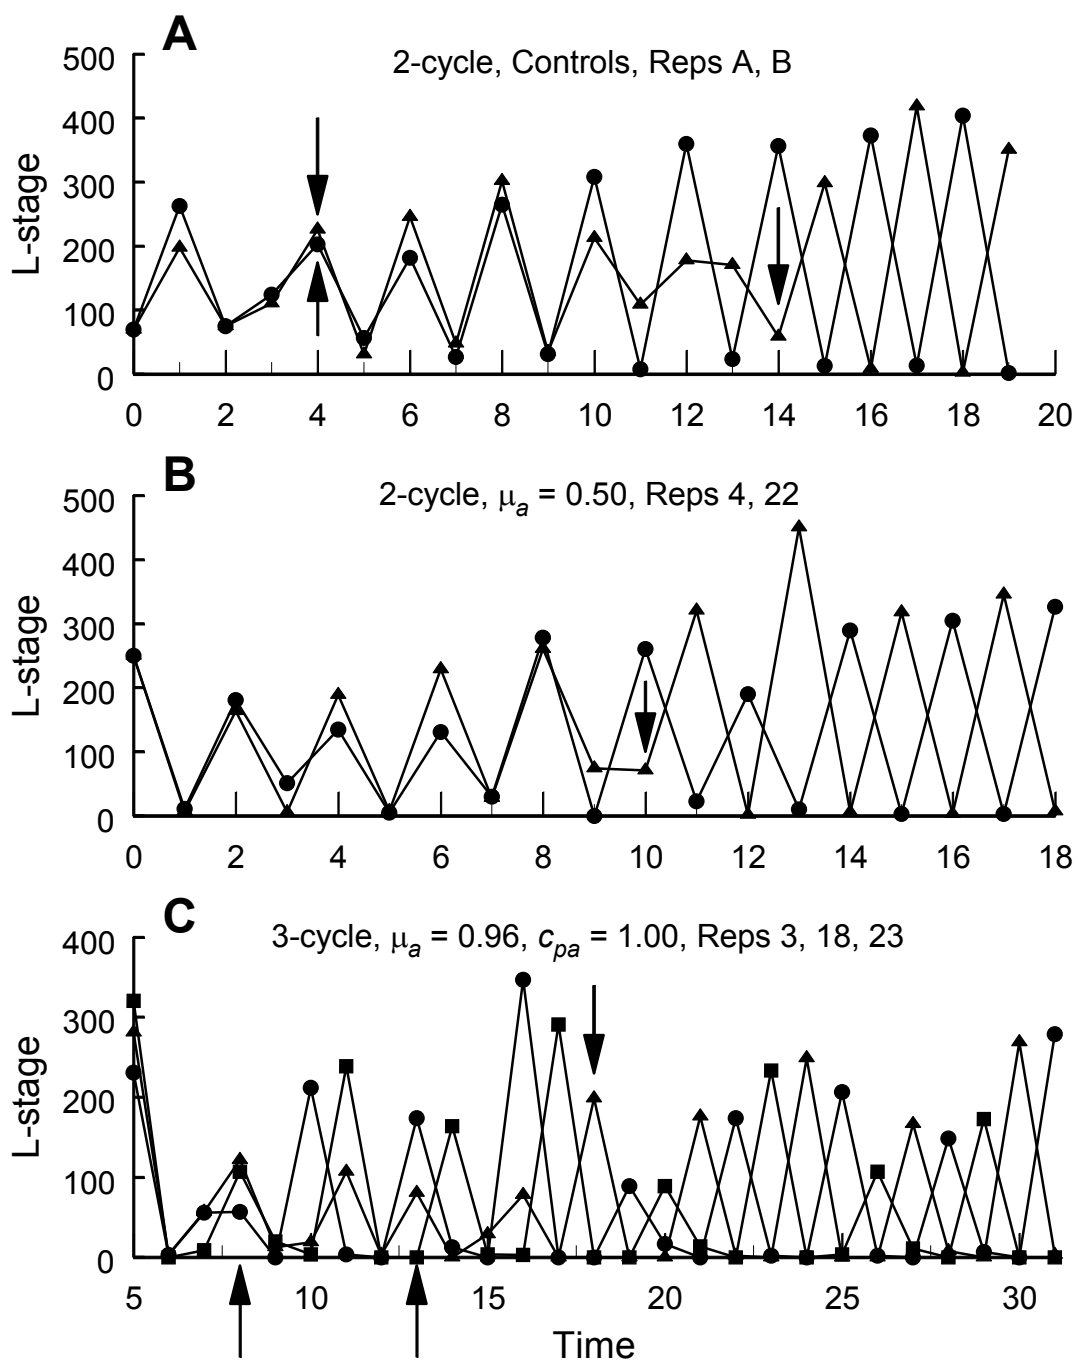 A
2-cycle, Controls, Reps A, B
500
400
300
200
100
0
L-stage
0 2 4 6 8 10 12 14 16 18 20
B
2-cycle, μa = 0.50, Reps 4, 22
500
400
300
200
100
0
L-stage
0 2 4 6 8 10 12 14 16 18
C
3-cycle, μa = 0.96, cpa = 1.00, Reps 3, 18, 23
400
300
200
100
0
L-stage
5 10 15 20 25 30
Time